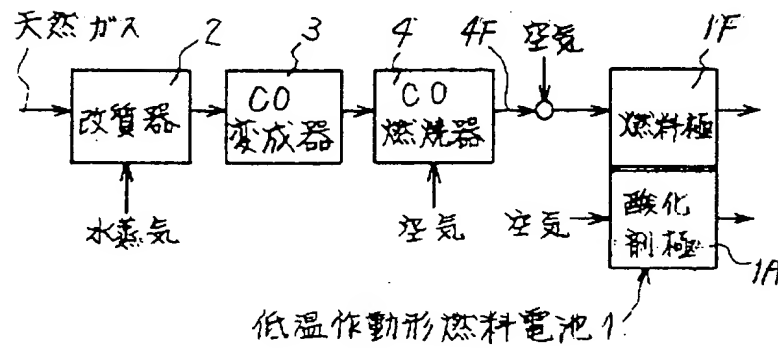 天然ガス
2
3
4
4F
空気
1F
改質器
CO
変成器
CO
燃焼器
燃料極
水蒸気
空気
空気
酸化
剤極
1A
低温作動形燃料電池1